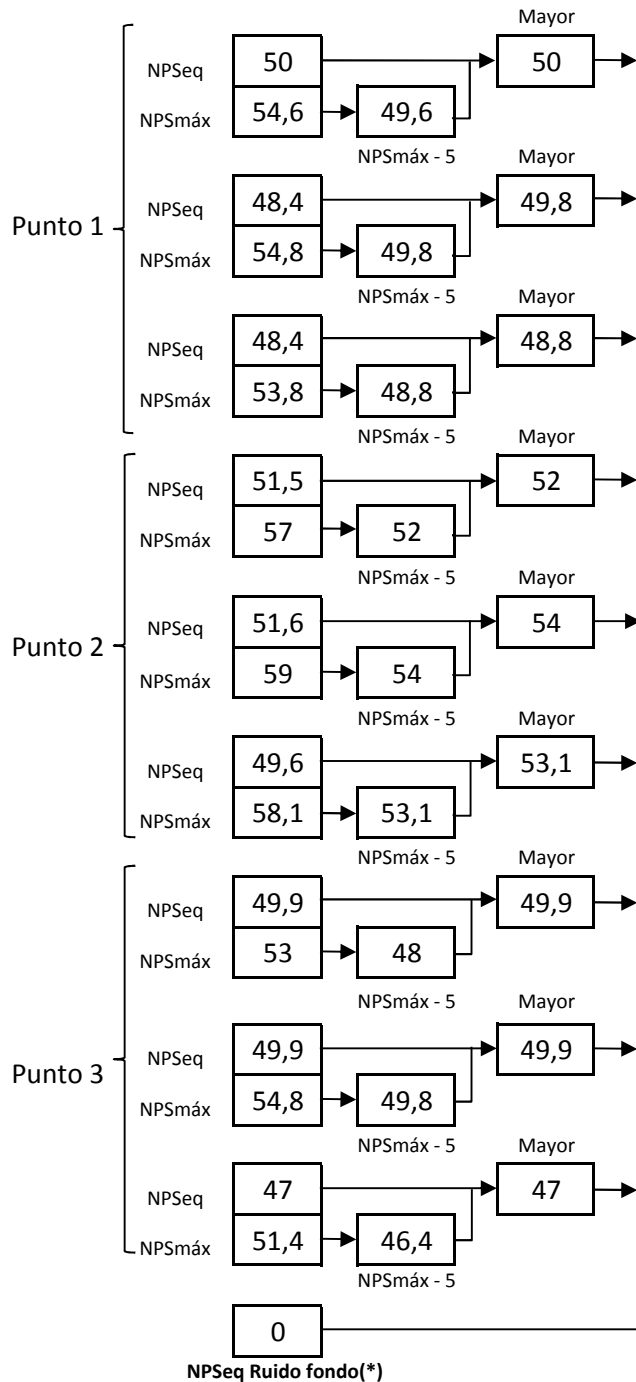 Mayor
NPSeq 50 50
NPSmáx 54,6 49,6
NPSmáx - 5
Mayor
Punto 1
NPSeq 48,4 49,8
NPSmáx 54,8 49,8
NPSmáx - 5
Mayor
NPSeq 48,4 48,8
NPSmáx 53,8 48,8
NPSmáx - 5
Mayor
NPSeq 51,5 52
NPSmáx 57 52
NPSmáx - 5
Mayor
Punto 2
NPSeq 51,6 54
NPSmáx 59 54
NPSmáx - 5
Mayor
NPSeq 49,6 53,1
NPSmáx 58,1 53,1
NPSmáx - 5
Mayor
NPSeq 49,9 49,9
NPSmáx 53 48
NPSmáx - 5
Mayor
Punto 3
NPSeq 49,9 49,9
NPSmáx 54,8 49,8
NPSmáx - 5
Mayor
NPSeq 47 47
NPSmáx 51,4 46,4
NPSmáx - 5
0
NPSeq Ruido fondo(*)